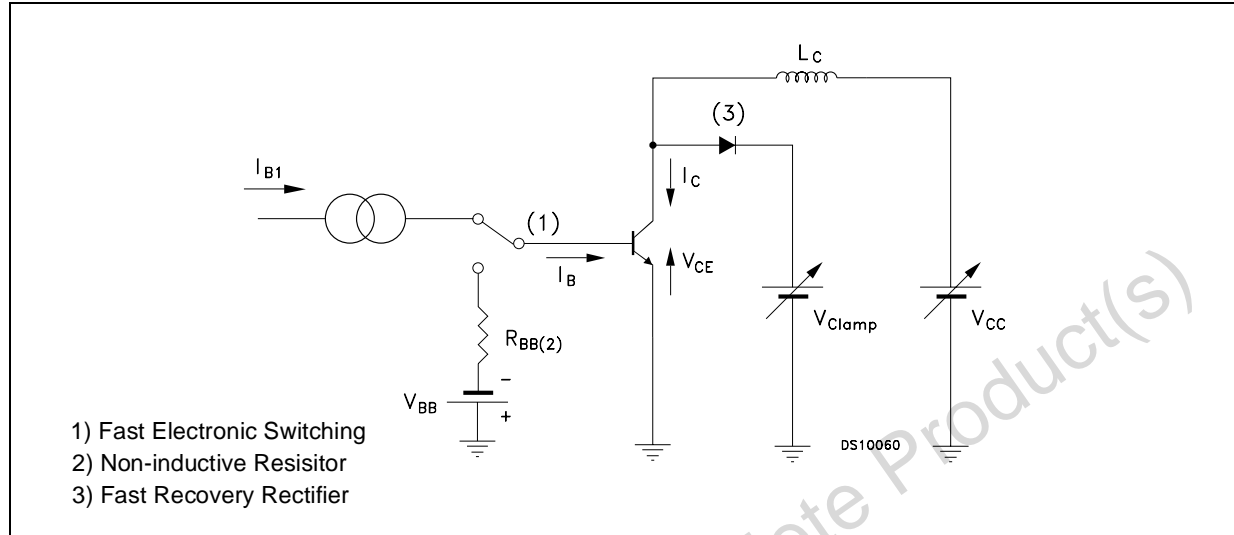 L C
(3)
I B1
I C
(1)
I B
V CE
V Clamp
V CC
R BB(2)
-
V BB
+
DS10060
1) Fast Electronic Switching
2) Non-inductive Resisitor
3) Fast Recovery Rectifier
Product(s)